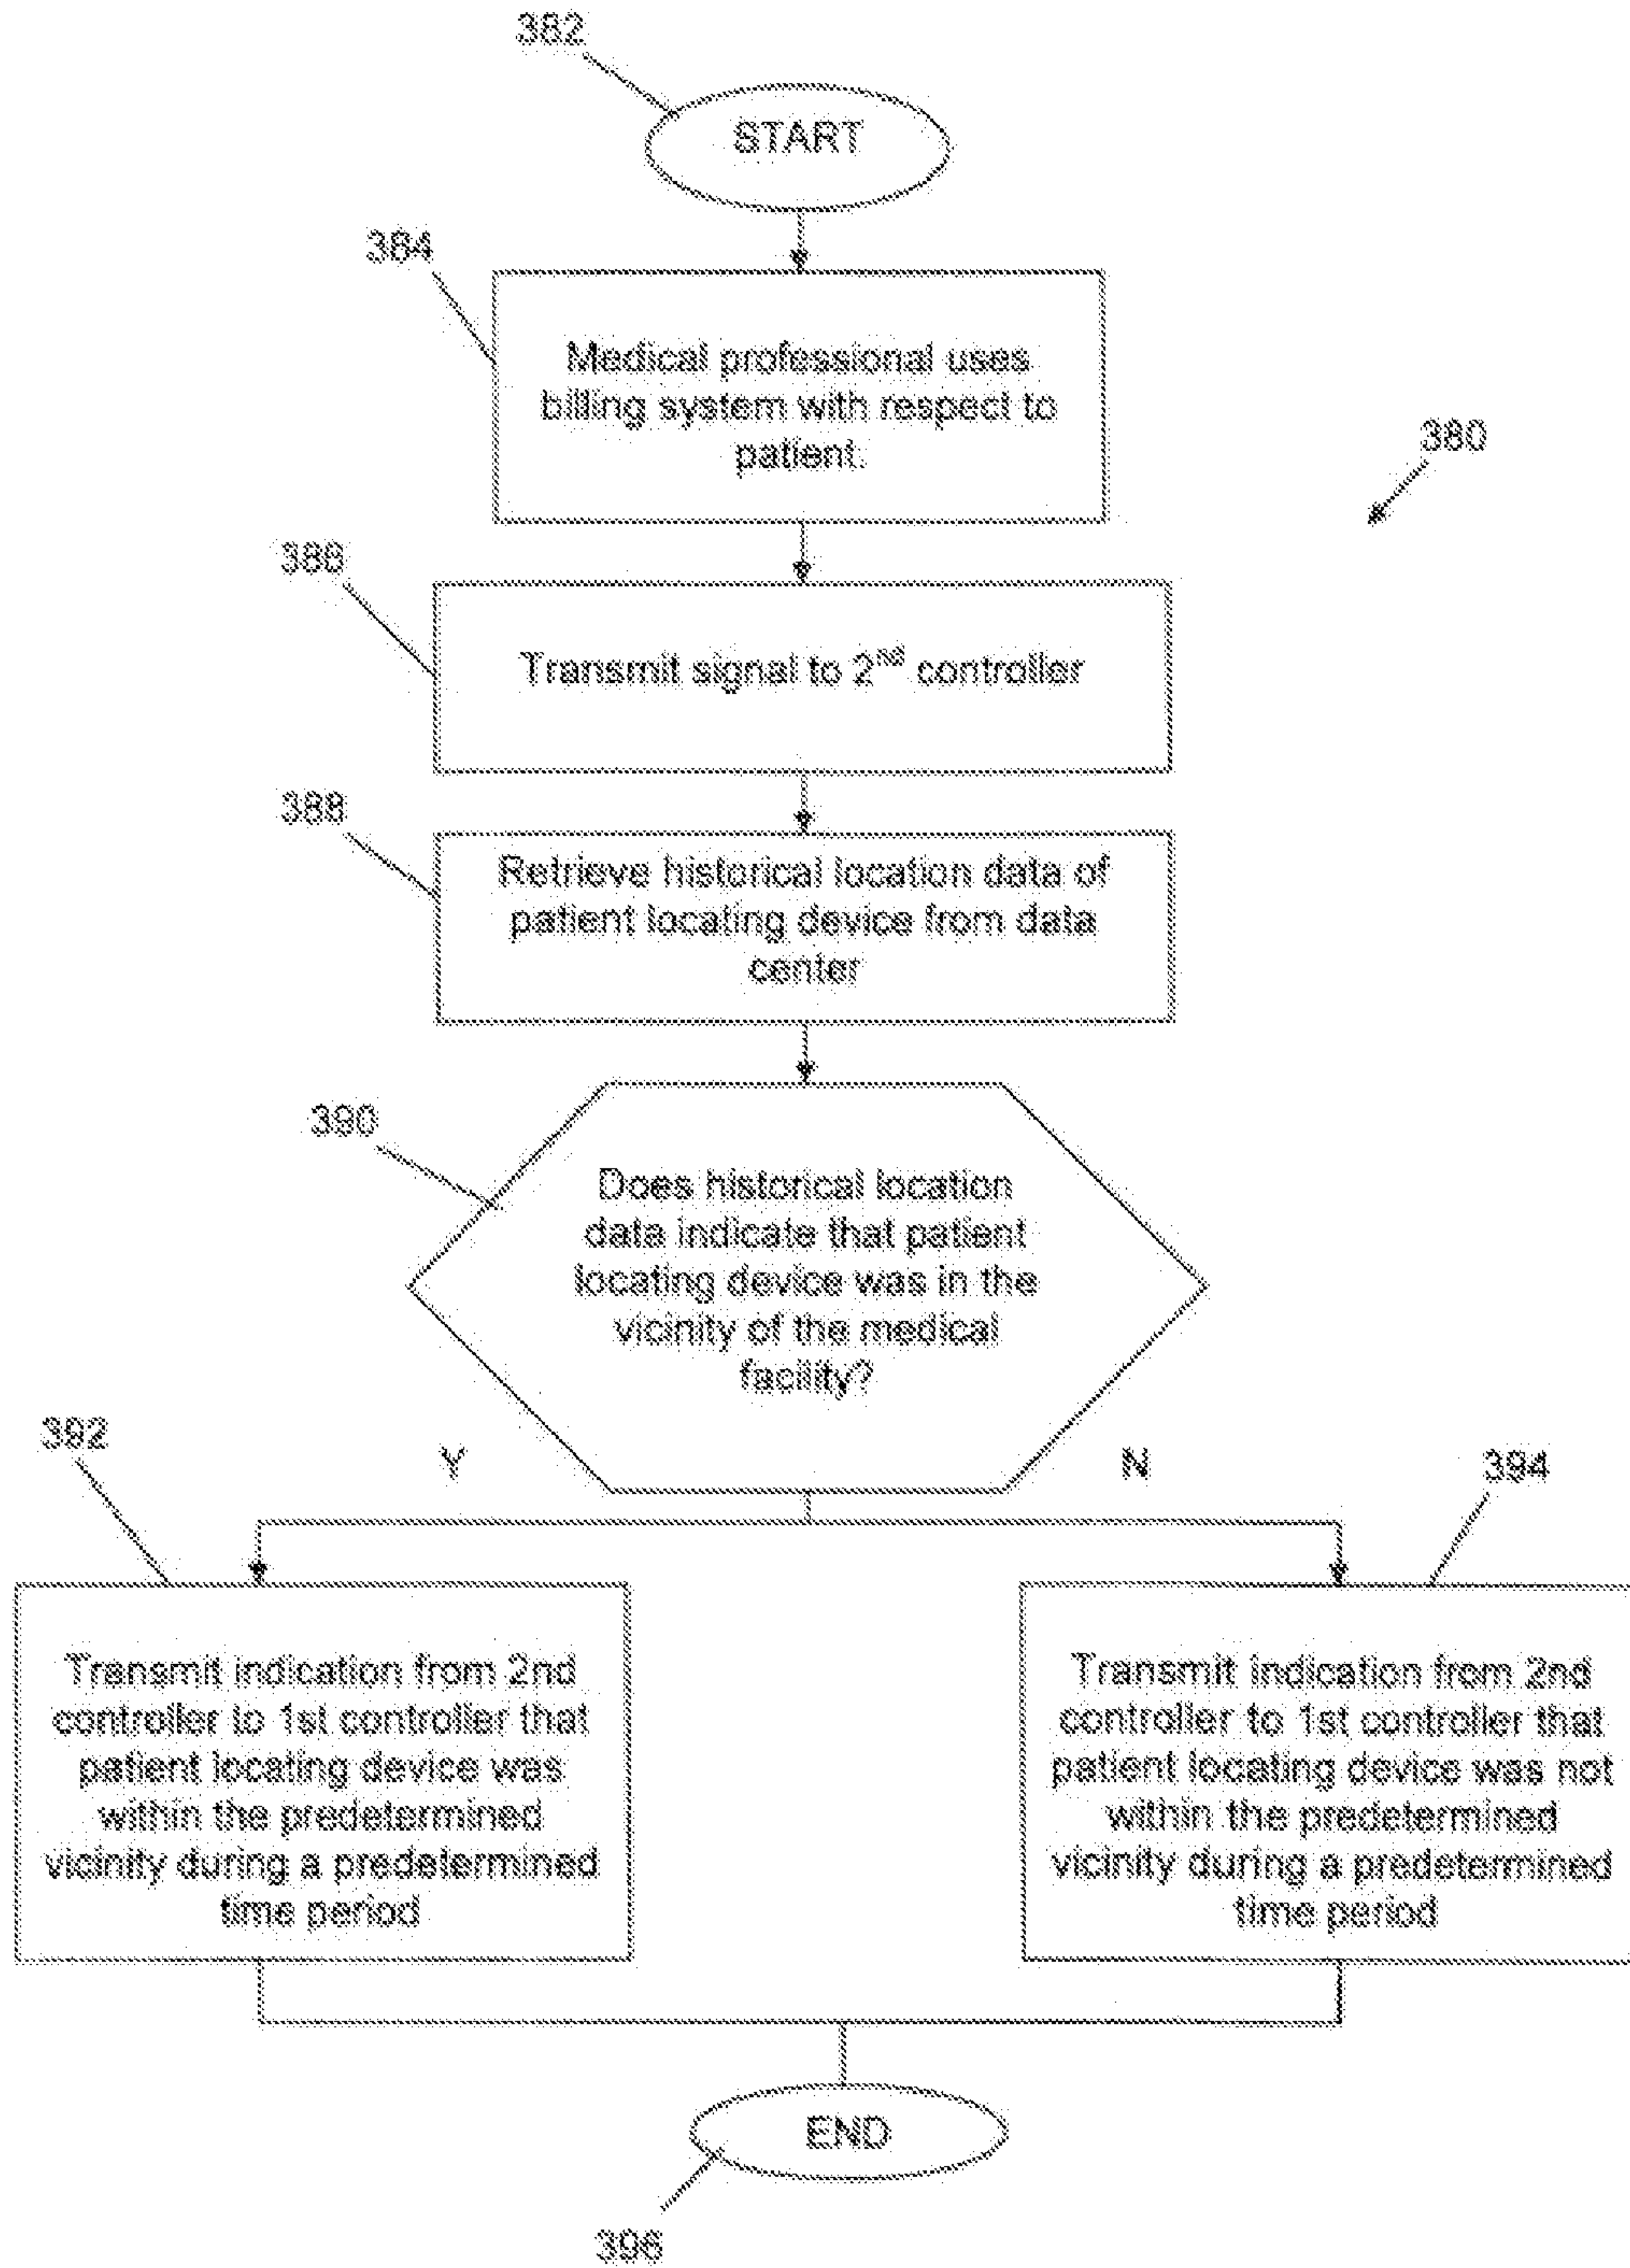 382
START
384
Medical professional uses
billing system with respect to
patient.
380
386
Transmit signal to 2nd controller
388
Retrieve historical location data of
patient locating device from data
center
390
Does historical location
data indicate that patient
locating device was in the
vicinity of the medical
facility?
392
Y
N
394
Transmit indication from 2nd
controller to 1st controller that
patient locating device was
within the predetermined
vicinity during a predetermined
time period
Transmit indication from 2nd
controller to 1st controller that
patient locating device was not
within the predetermined
vicinity during a predetermined
time period
END
396